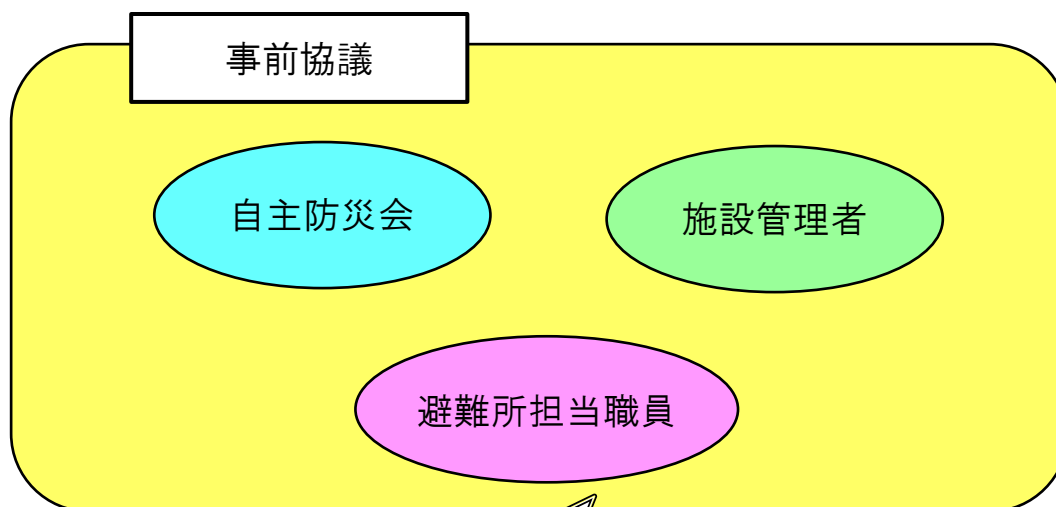 事前協議
自主防災会
施設管理者
避難所担当職員